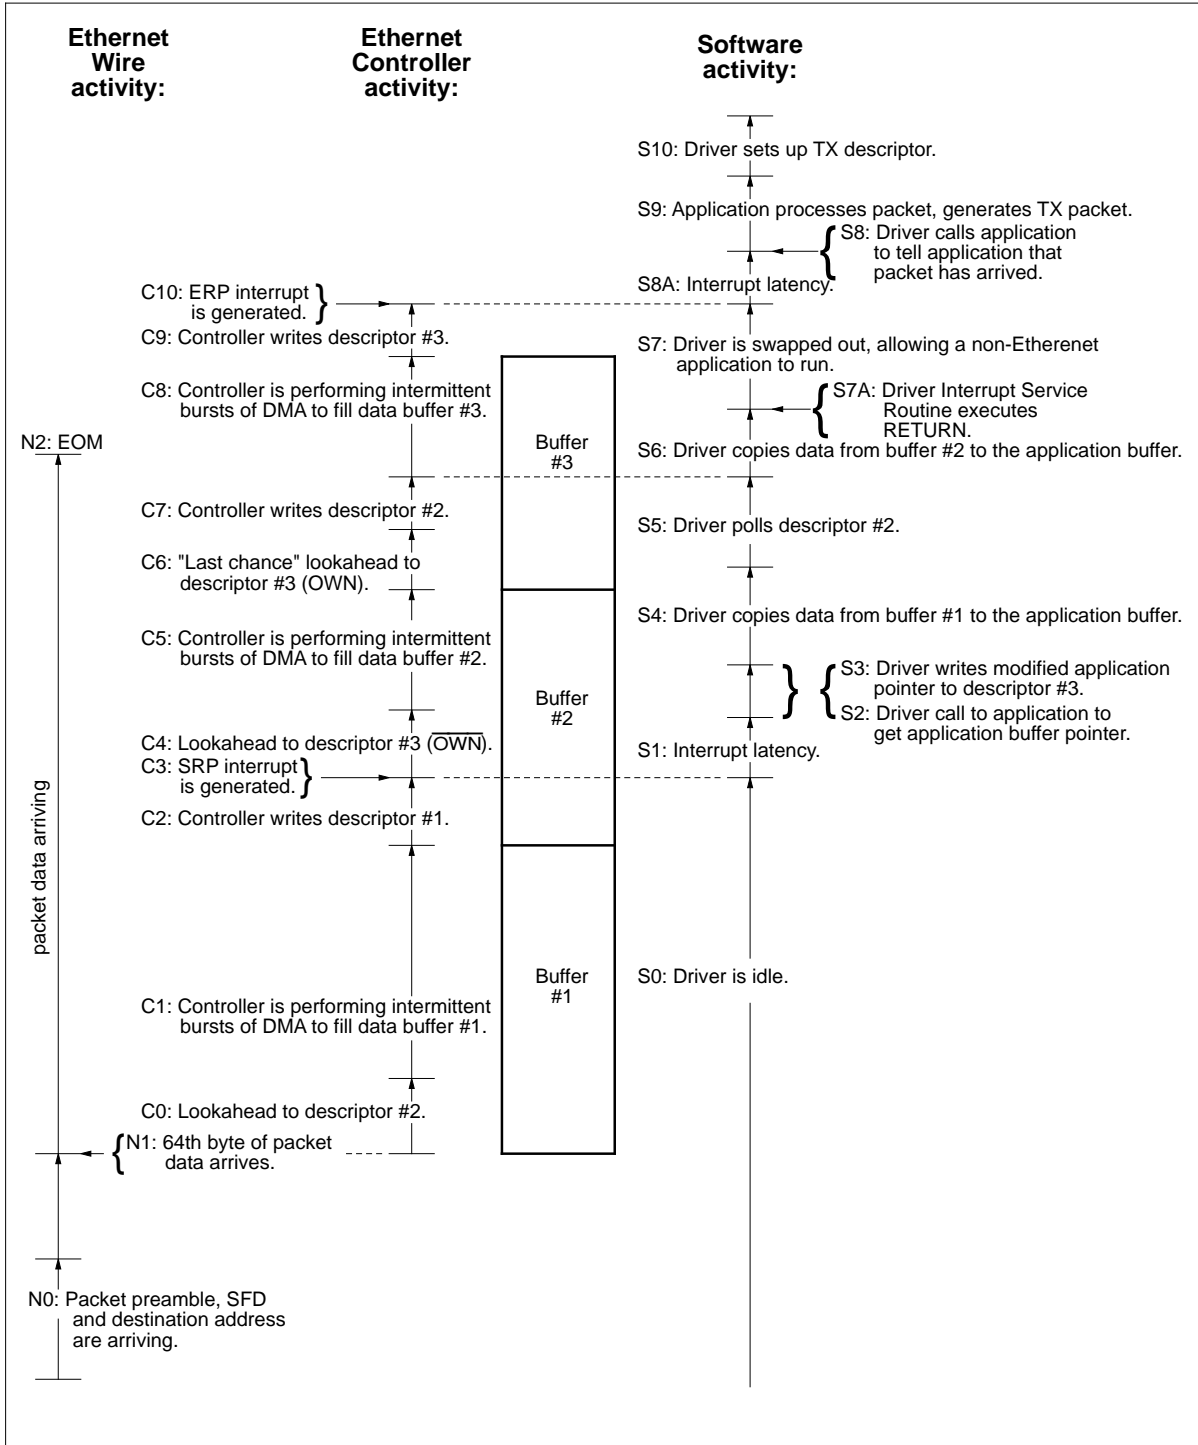 Ethernet
Wire
activity:
Ethernet
Controller
activity:
Software
activity:
S10: Driver sets up TX descriptor.
S9: Application processes packet, generates TX packet.
S8: Driver calls application
to tell application that
packet has arrived.
S8A: Interrupt latency.
C10: ERP interrupt
is generated.
C9: Controller writes descriptor #3.
S7: Driver is swapped out, allowing a non-Etherenet
application to run.
C8: Controller is performing intermittent
bursts of DMA to fill data buffer #3.
S7A: Driver Interrupt Service
Routine executes
RETURN.
N2: EOM
Buffer
#3
S6: Driver copies data from buffer #2 to the application buffer.
C7: Controller writes descriptor #2.
S5: Driver polls descriptor #2.
C6: "Last chance" lookahead to
descriptor #3 (OWN).
S4: Driver copies data from buffer #1 to the application buffer.
C5: Controller is performing intermittent
bursts of DMA to fill data buffer #2.
S3: Driver writes modified application
pointer to descriptor #3.
Buffer
#2
S2: Driver call to application to
get application buffer pointer.
C4: Lookahead to descriptor #3 (O̅W̅N̅).
S1: Interrupt latency.
C3: SRP interrupt
is generated.
C2: Controller writes descriptor #1.
packet data arriving
Buffer
#1
S0: Driver is idle.
C1: Controller is performing intermittent
bursts of DMA to fill data buffer #1.
C0: Lookahead to descriptor #2.
N1: 64th byte of packet
data arrives.
N0: Packet preamble, SFD
and destination address
are arriving.